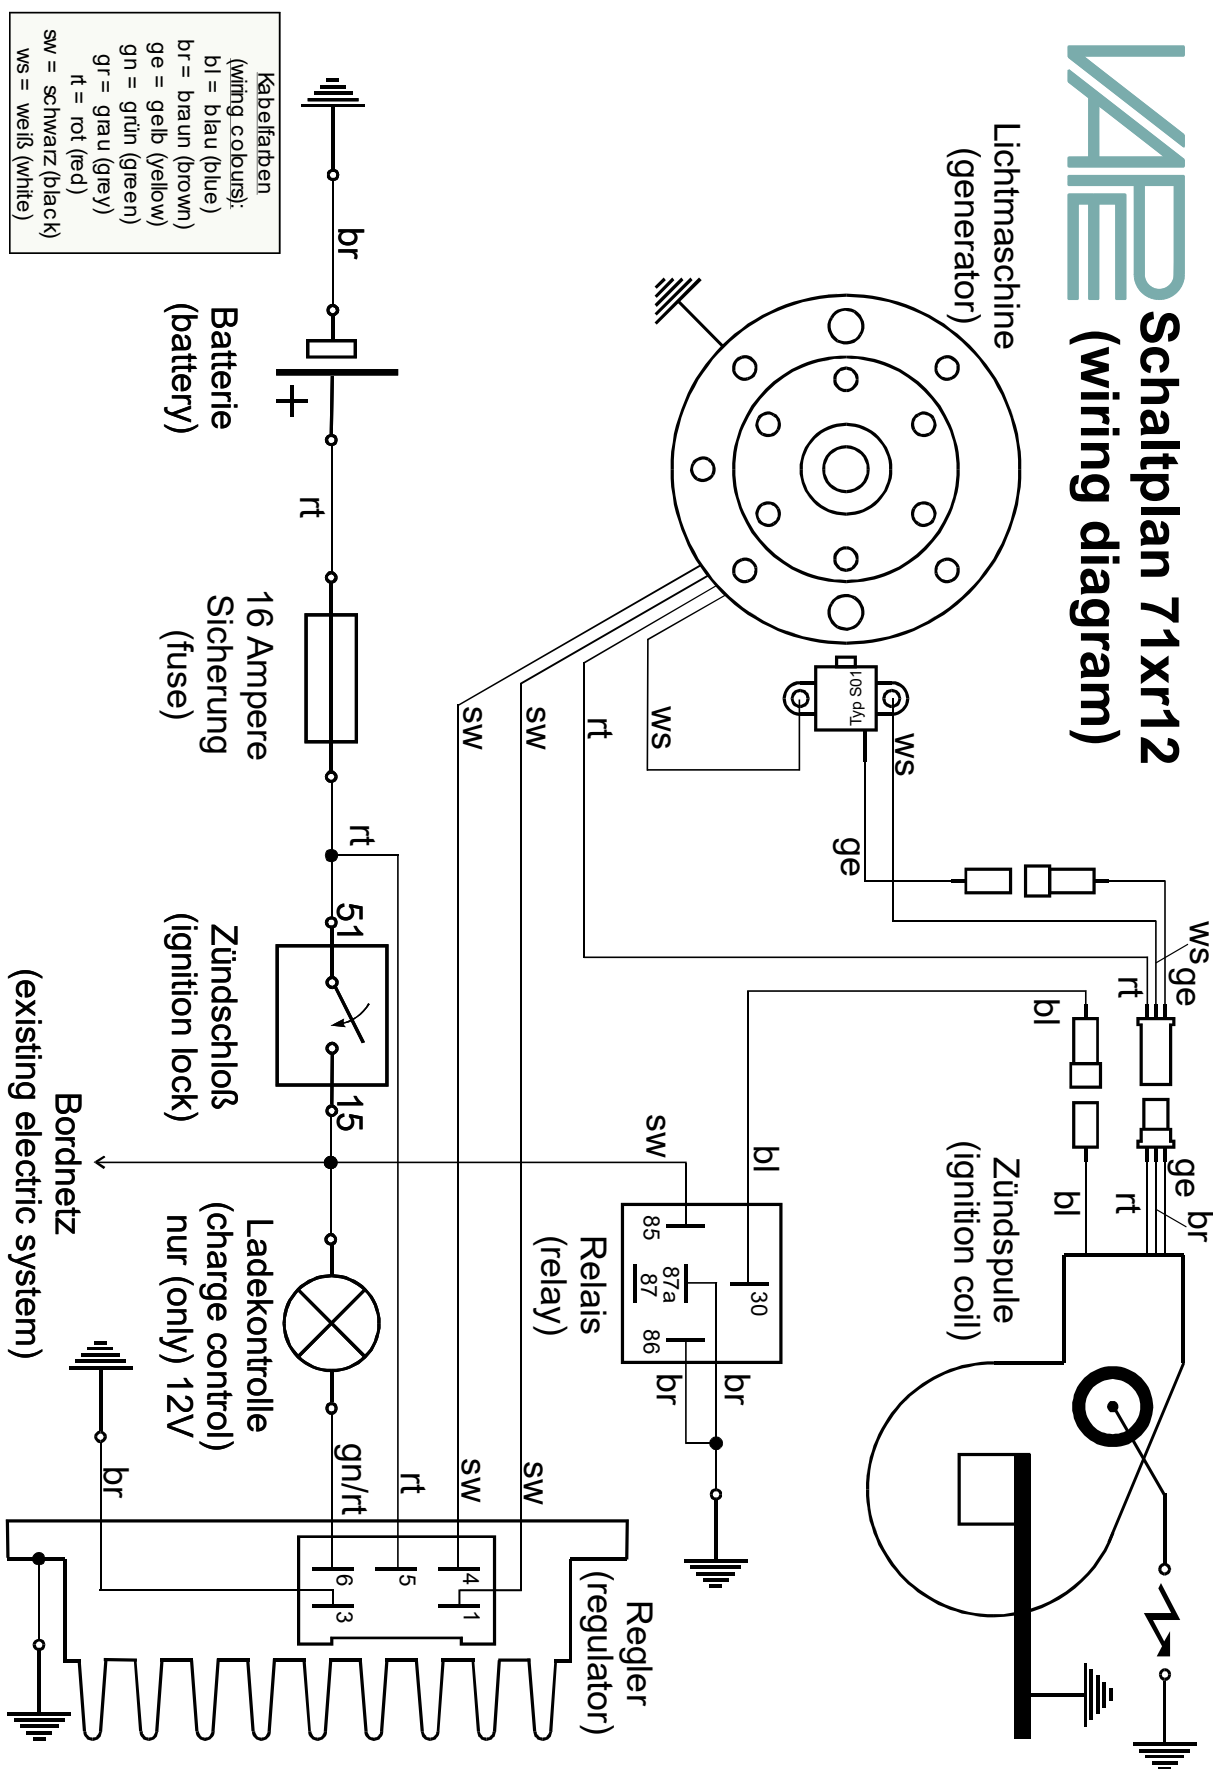 VAPE
Schaltplan 71xr12
(wiring diagram)
Lichtmaschine
(generator)
Typ S01
ws
ws
rt
sw
sw
ge
ws
ge
rt
bl
ge
br
rt
bl
Zündspule
(ignition coil)
bl
sw
30
85
87a
87
86
br
br
Relais
(relay)
Kabelfarben
(wiring colours):
bl = blau (blue)
br = braun (brown)
ge = gelb (yellow)
gn = grün (green)
gr = grau (grey)
rt = rot (red)
sw = schwarz (black)
ws = weiß (white)
br
+
Batterie
(battery)
rt
16 Ampere
Sicherung
(fuse)
rt
51
15
Zündschloß
(ignition lock)
Bordnetz
(existing electric system)
Ladekontrolle
(charge control)
nur (only) 12V
gn/rt
rt
sw
sw
br
4
1
5
6
3
Regler
(regulator)